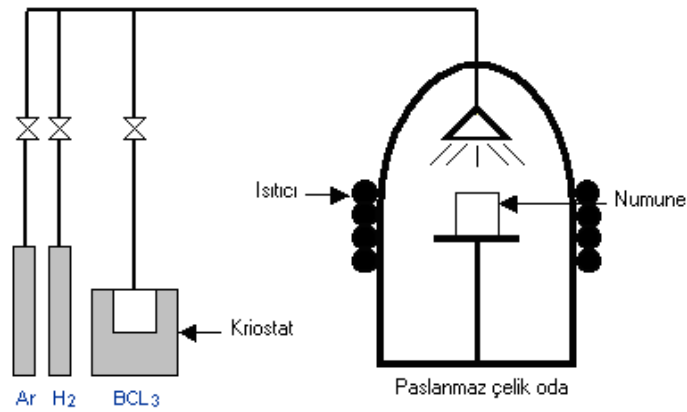 Isıtıcı
Numune
Kriostat
Ar H2 BCL3
Paslanmaz çelik oda